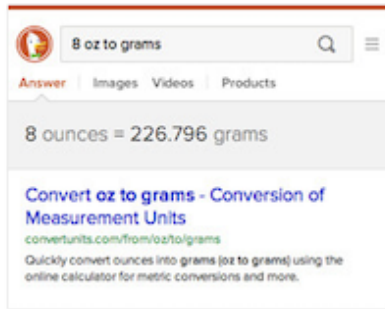 8 oz to grams
Answer Images Videos Products
8 ounces = 226.796 grams
Convert oz to grams - Conversion of
Measurement Units
convertunits.com/from/oz/to/grams
Quickly convert ounces into grams (oz to grams) using the
online calculator for metric conversions and more.